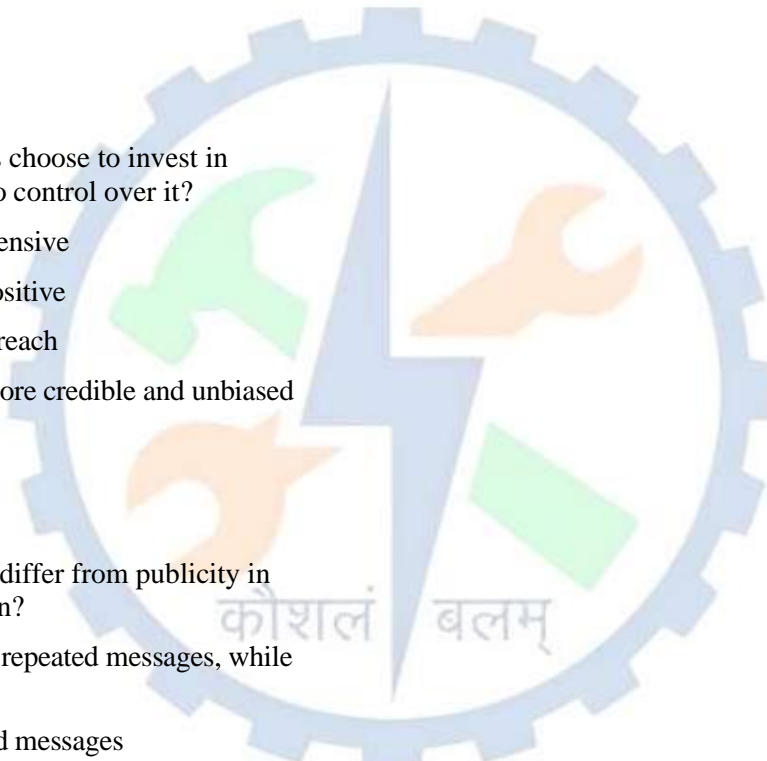 choose to invest in
control over it?
ensive
ositive
reach
ore credible and unbiased
differ from publicity in
n?
कौशलं बलम्
repeated messages, while
d messages